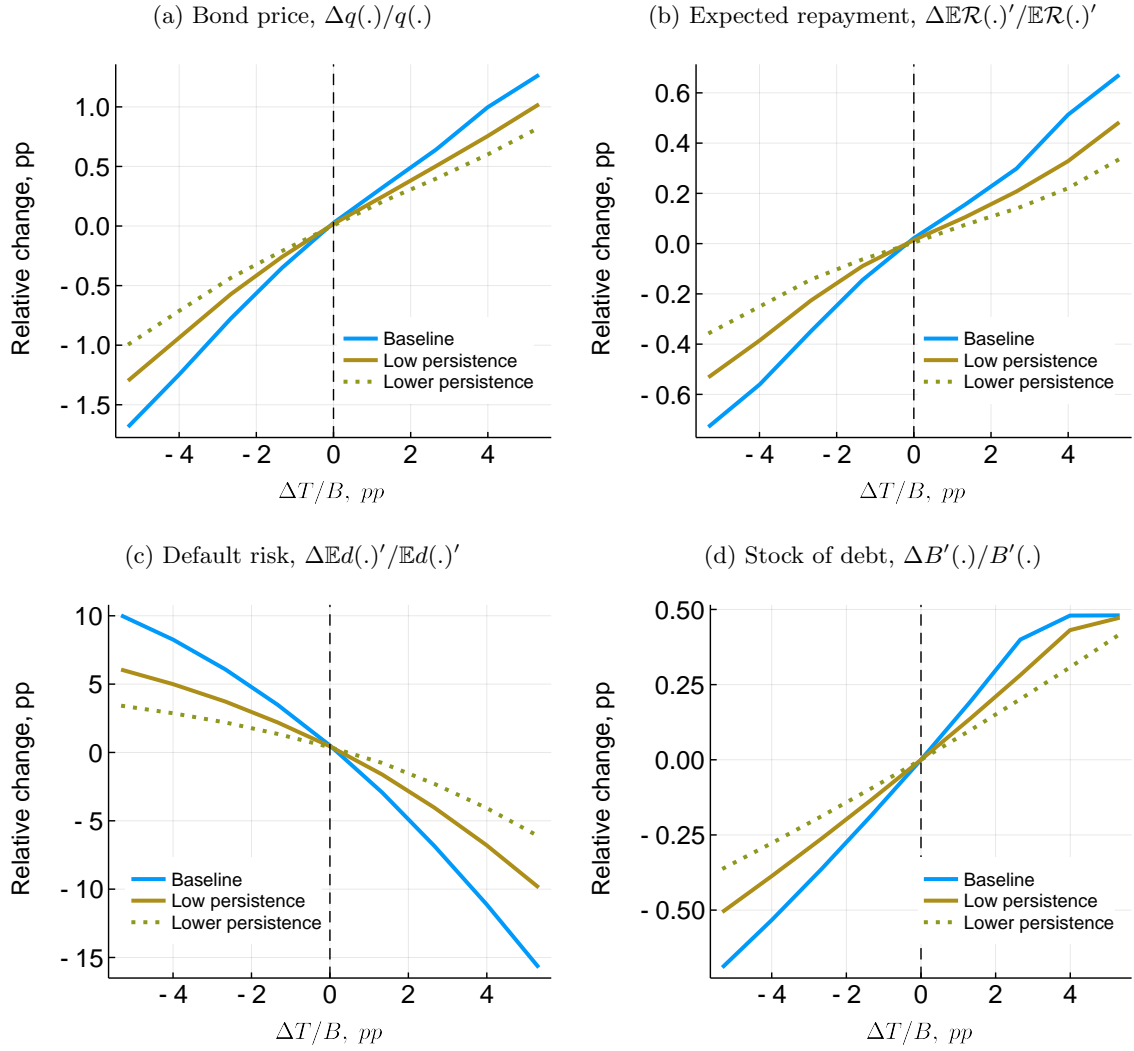 (a) Bond price, Δq(.)/q(.)
Relative change, pp
1.0
0.5
0.0
- 0.5
- 1.0
- 1.5
Baseline
Low persistence
Lower persistence
- 4 - 2 0 2 4
ΔT/B, pp
(b) Expected repayment, Δ𝔼ℛ(.)′/𝔼ℛ(.)′
Relative change, pp
0.6
0.4
0.2
0.0
- 0.2
- 0.4
- 0.6
Baseline
Low persistence
Lower persistence
- 4 - 2 0 2 4
ΔT/B, pp
(c) Default risk, Δ𝔼d(.)′/𝔼d(.)′
Relative change, pp
10
5
0
- 5
- 10
- 15
Baseline
Low persistence
Lower persistence
- 4 - 2 0 2 4
ΔT/B, pp
(d) Stock of debt, ΔB′(.)/B′(.)
Relative change, pp
0.50
0.25
0.00
- 0.25
- 0.50
Baseline
Low persistence
Lower persistence
- 4 - 2 0 2 4
ΔT/B, pp